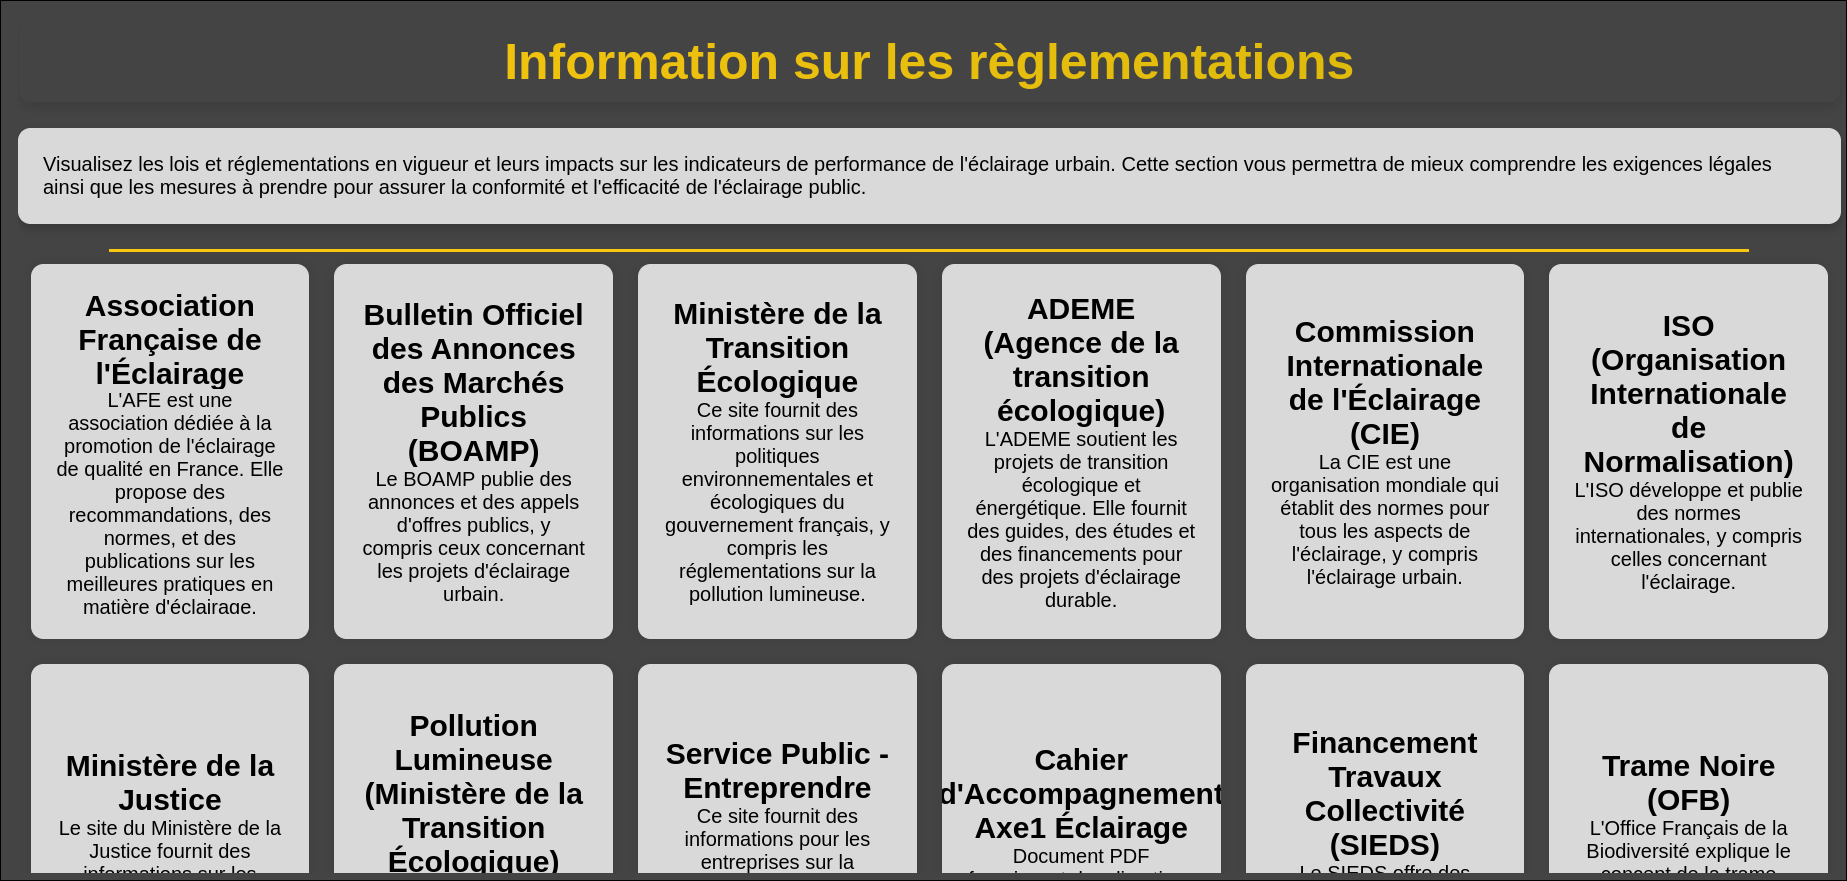 Information sur les règlementations
Visualisez les lois et réglementations en vigueur et leurs impacts sur les indicateurs de performance de l'éclairage urbain. Cette section vous permettra de mieux comprendre les exigences légales
ainsi que les mesures à prendre pour assurer la conformité et l'efficacité de l'éclairage public.
Association
Française de
l'Éclairage
L'AFE est une
association dédiée à la
promotion de l'éclairage
de qualité en France. Elle
propose des
recommandations, des
normes, et des
publications sur les
meilleures pratiques en
matière d'éclairage.
Bulletin Officiel
des Annonces
des Marchés
Publics
(BOAMP)
Le BOAMP publie des
annonces et des appels
d'offres publics, y
compris ceux concernant
les projets d'éclairage
urbain.
Ministère de la
Transition
Écologique
Ce site fournit des
informations sur les
politiques
environnementales et
écologiques du
gouvernement français, y
compris les
réglementations sur la
pollution lumineuse.
ADEME
(Agence de la
transition
écologique)
L'ADEME soutient les
projets de transition
écologique et
énergétique. Elle fournit
des guides, des études et
des financements pour
des projets d'éclairage
durable.
Commission
Internationale
de l'Éclairage
(CIE)
La CIE est une
organisation mondiale qui
établit des normes pour
tous les aspects de
l'éclairage, y compris
l'éclairage urbain.
ISO
(Organisation
Internationale
de
Normalisation)
L'ISO développe et publie
des normes
internationales, y compris
celles concernant
l'éclairage.
Ministère de la
Justice
Le site du Ministère de la
Justice fournit des
informations sur les
Pollution
Lumineuse
(Ministère de la
Transition
Écologique)
Service Public -
Entreprendre
Ce site fournit des
informations pour les
entreprises sur la
Cahier
d'Accompagnement
Axe1 Éclairage
Document PDF
Financement
Travaux
Collectivité
(SIEDS)
Le SIEDS offre des
Trame Noire
(OFB)
L'Office Français de la
Biodiversité explique le
concept de la trame